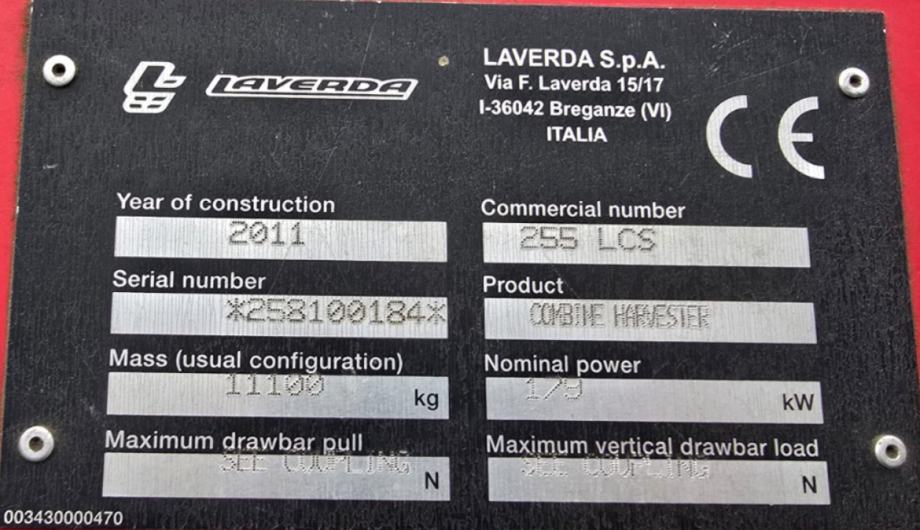 LAVERDA
LAVERDA S.p.A.
Via F. Laverda 15/17
I-36042 Breganze (VI)
ITALIA
CE
Year of construction
2011
Commercial number
255 LCS
Serial number
*258100184*
Product
COMBINE HARVESTER
Mass (usual configuration)
11100 kg
Nominal power
179 kW
Maximum drawbar pull
SEE COUPLING N
Maximum vertical drawbar load
SEE COUPLING N
003430000470